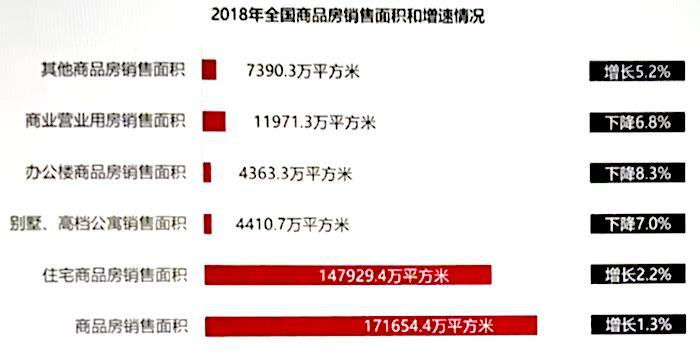 2018年全国商品房销售面积和增速情况
其他商品房销售面积 7390.3万平方米 增长5.2%
商业营业用房销售面积 11971.3万平方米 下降6.8%
办公楼商品房销售面积 4363.3万平方米 下降8.3%
别墅、高档公寓销售面积 4410.7万平方米 下降7.0%
住宅商品房销售面积 147929.4万平方米 增长2.2%
商品房销售面积 171654.4万平方米 增长1.3%